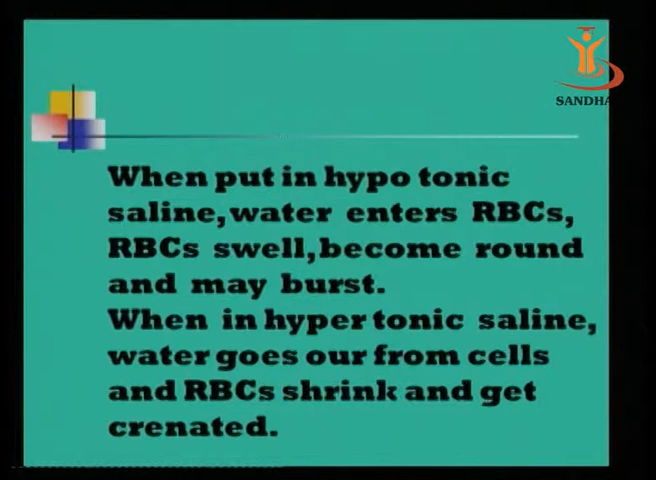 SANDHA
When put in hypo tonic
saline,water enters RBCs,
RBCs swell,become round
and may burst.
When in hyper tonic saline,
water goes our from cells
and RBCs shrink and get
crenated.